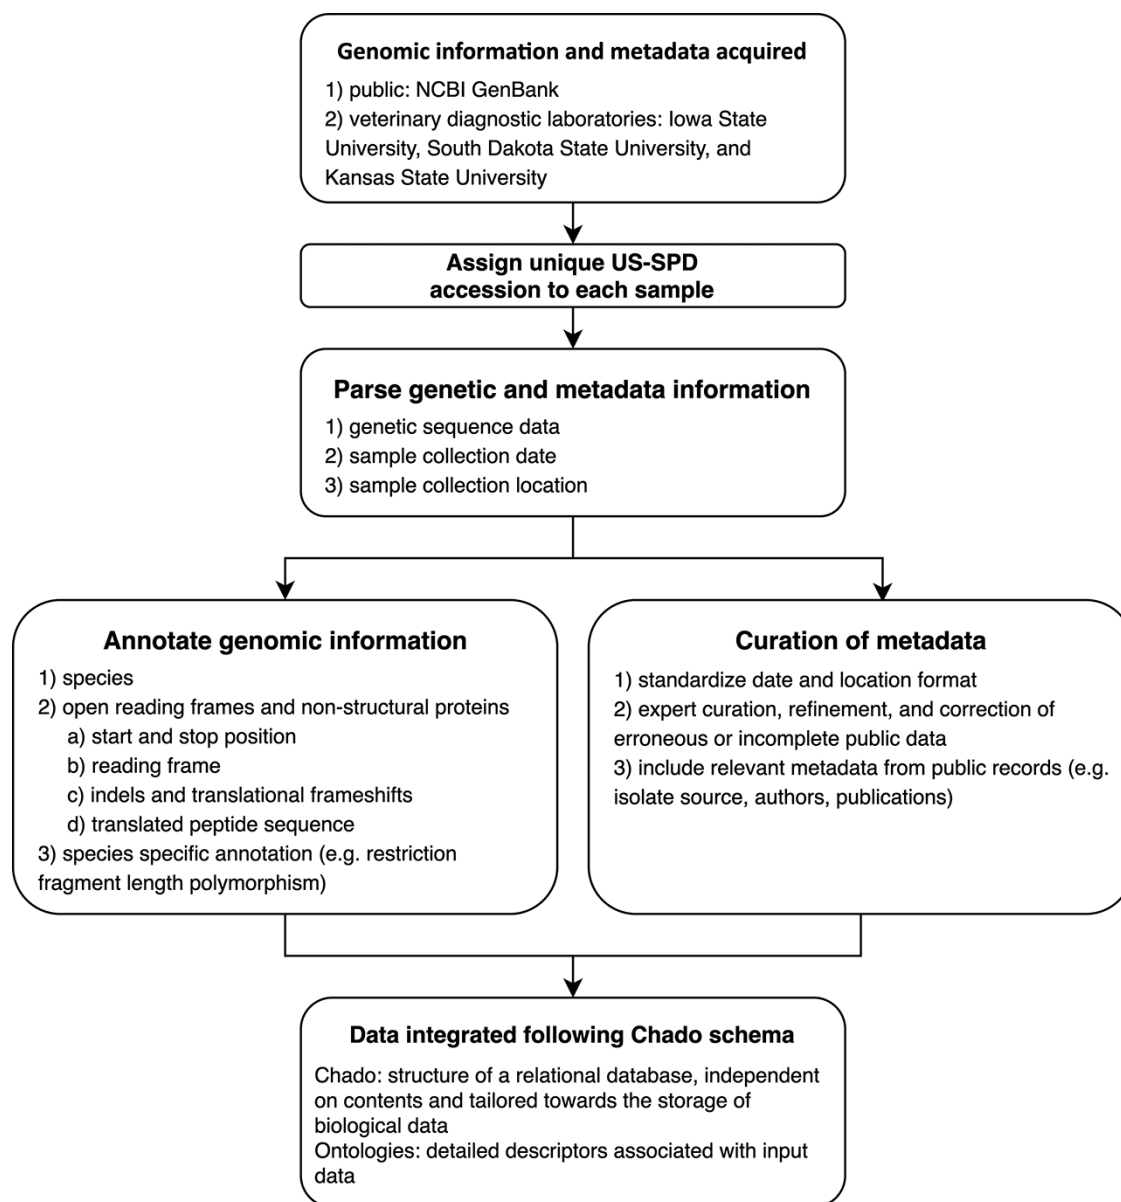 Genomic information and metadata acquired
1) public: NCBI GenBank
2) veterinary diagnostic laboratories: Iowa State
University, South Dakota State University, and
Kansas State University
Assign unique US-SPD
accession to each sample
Parse genetic and metadata information
1) genetic sequence data
2) sample collection date
3) sample collection location
Annotate genomic information
1) species
2) open reading frames and non-structural proteins
a) start and stop position
b) reading frame
c) indels and translational frameshifts
d) translated peptide sequence
3) species specific annotation (e.g. restriction
fragment length polymorphism)
Curation of metadata
1) standardize date and location format
2) expert curation, refinement, and correction of
erroneous or incomplete public data
3) include relevant metadata from public records (e.g.
isolate source, authors, publications)
Data integrated following Chado schema
Chado: structure of a relational database, independent
on contents and tailored towards the storage of
biological data
Ontologies: detailed descriptors associated with input
data